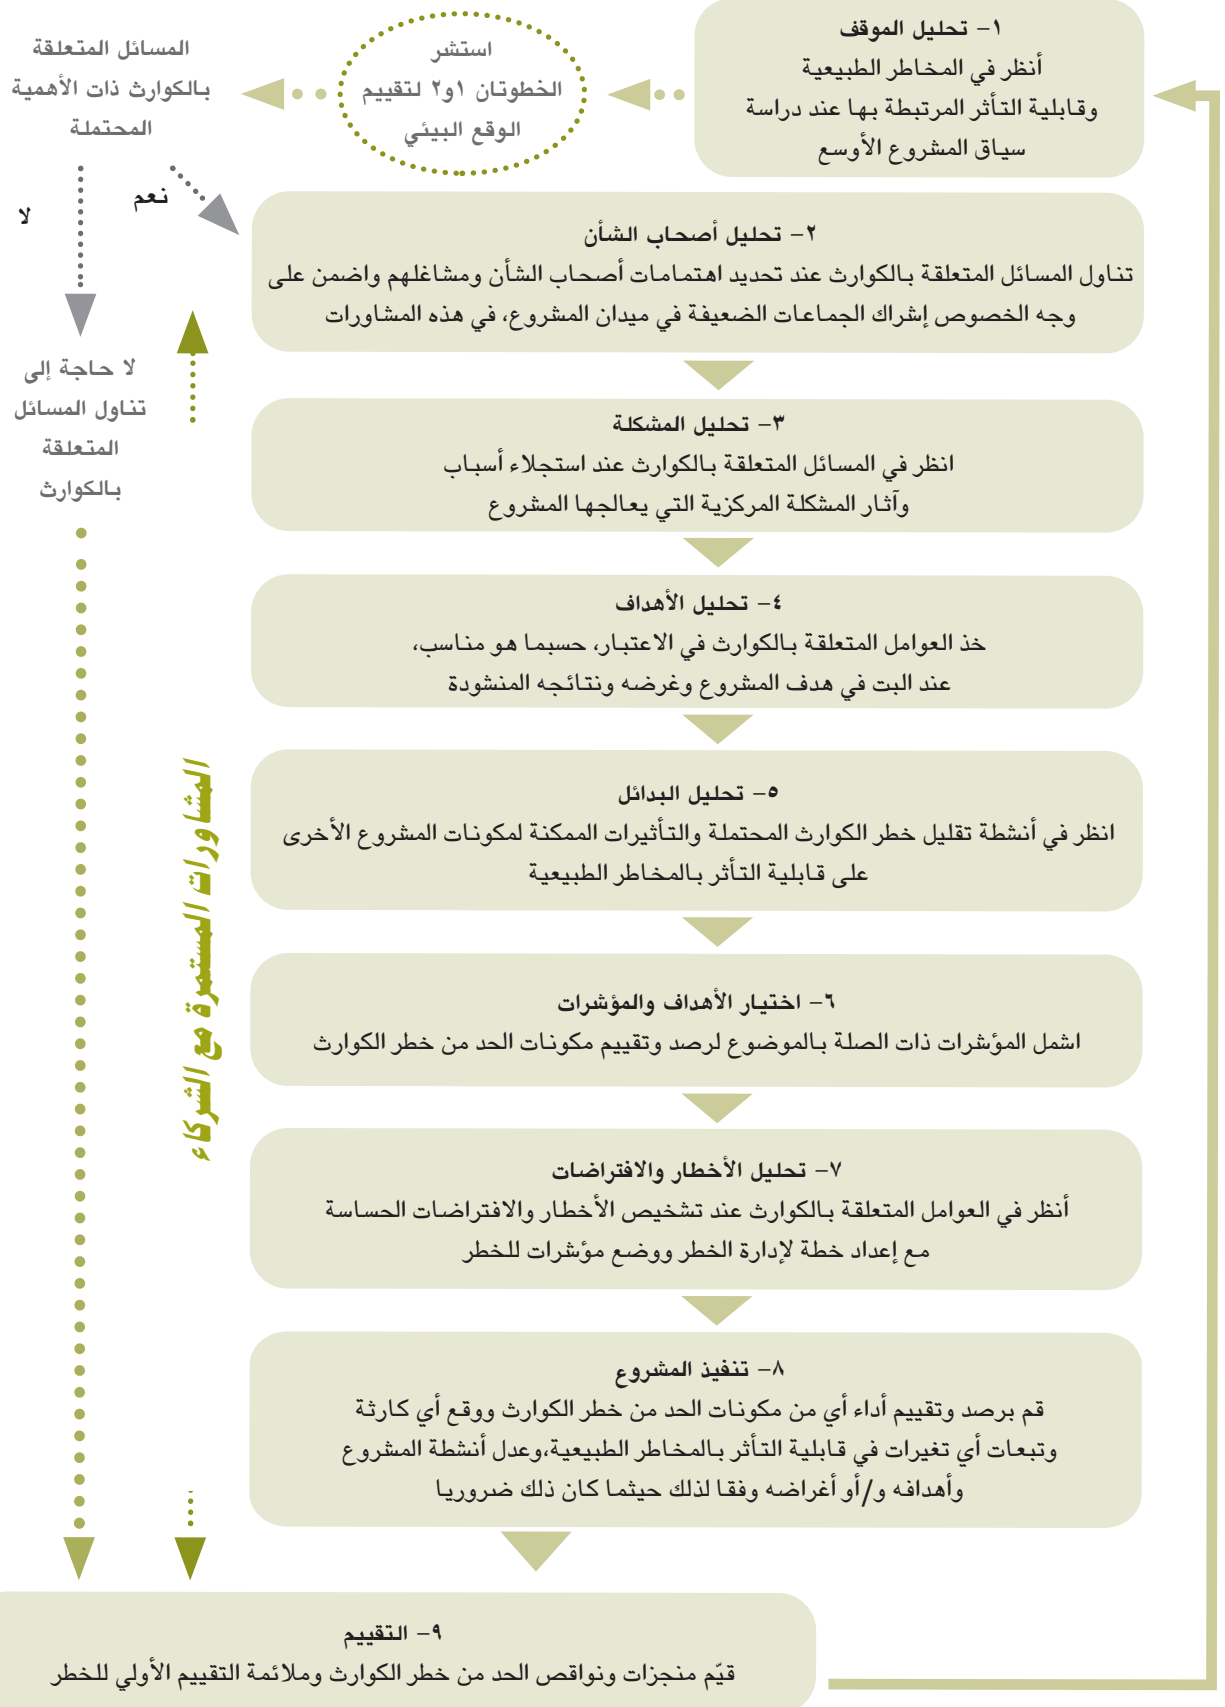 ١- تحليل الموقف
أنظر في المخاطر الطبيعية
وقابلية التأثر المرتبطة بها عند دراسة
سياق المشروع الأوسع
استشر
الخطوتان ١و٢ لتقييم
الوقع البيئي
المسائل المتعلقة
بالكوارث ذات الأهمية
المحتملة
نعم
لا
٢- تحليل أصحاب الشأن
تناول المسائل المتعلقة بالكوارث عند تحديد اهتمامات أصحاب الشأن ومشاغلهم واضمن على
وجه الخصوص إشراك الجماعات الضعيفة في ميدان المشروع، في هذه المشاورات
لا حاجة إلى
تناول المسائل
المتعلقة
بالكوارث
٣- تحليل المشكلة
انظر في المسائل المتعلقة بالكوارث عند استجلاء أسباب
وآثار المشكلة المركزية التي يعالجها المشروع
٤- تحليل الأهداف
خذ العوامل المتعلقة بالكوارث في الاعتبار، حسبما هو مناسب،
عند البت في هدف المشروع وغرضه ونتائجه المنشودة
٥- تحليل البدائل
انظر في أنشطة تقليل خطر الكوارث المحتملة والتأثيرات الممكنة لمكونات المشروع الأخرى
على قابلية التأثر بالمخاطر الطبيعية
المشاورات المستمرة مع الشركاء
٦- اختيار الأهداف والمؤشرات
اشمل المؤشرات ذات الصلة بالموضوع لرصد وتقييم مكونات الحد من خطر الكوارث
٧- تحليل الأخطار والافتراضات
أنظر في العوامل المتعلقة بالكوارث عند تشخيص الأخطار والافتراضات الحساسة
مع إعداد خطة لإدارة الخطر ووضع مؤشرات للخطر
٨- تنفيذ المشروع
قم برصد وتقييم أداء أي من مكونات الحد من خطر الكوارث ووقع أي كارثة
وتبعات أي تغيرات في قابلية التأثر بالمخاطر الطبيعية،وعدل أنشطة المشروع
وأهدافه و/أو أغراضه وفقا لذلك حيثما كان ذلك ضروريا
٩- التقييم
قيّم منجزات ونواقص الحد من خطر الكوارث وملائمة التقييم الأولي للخطر